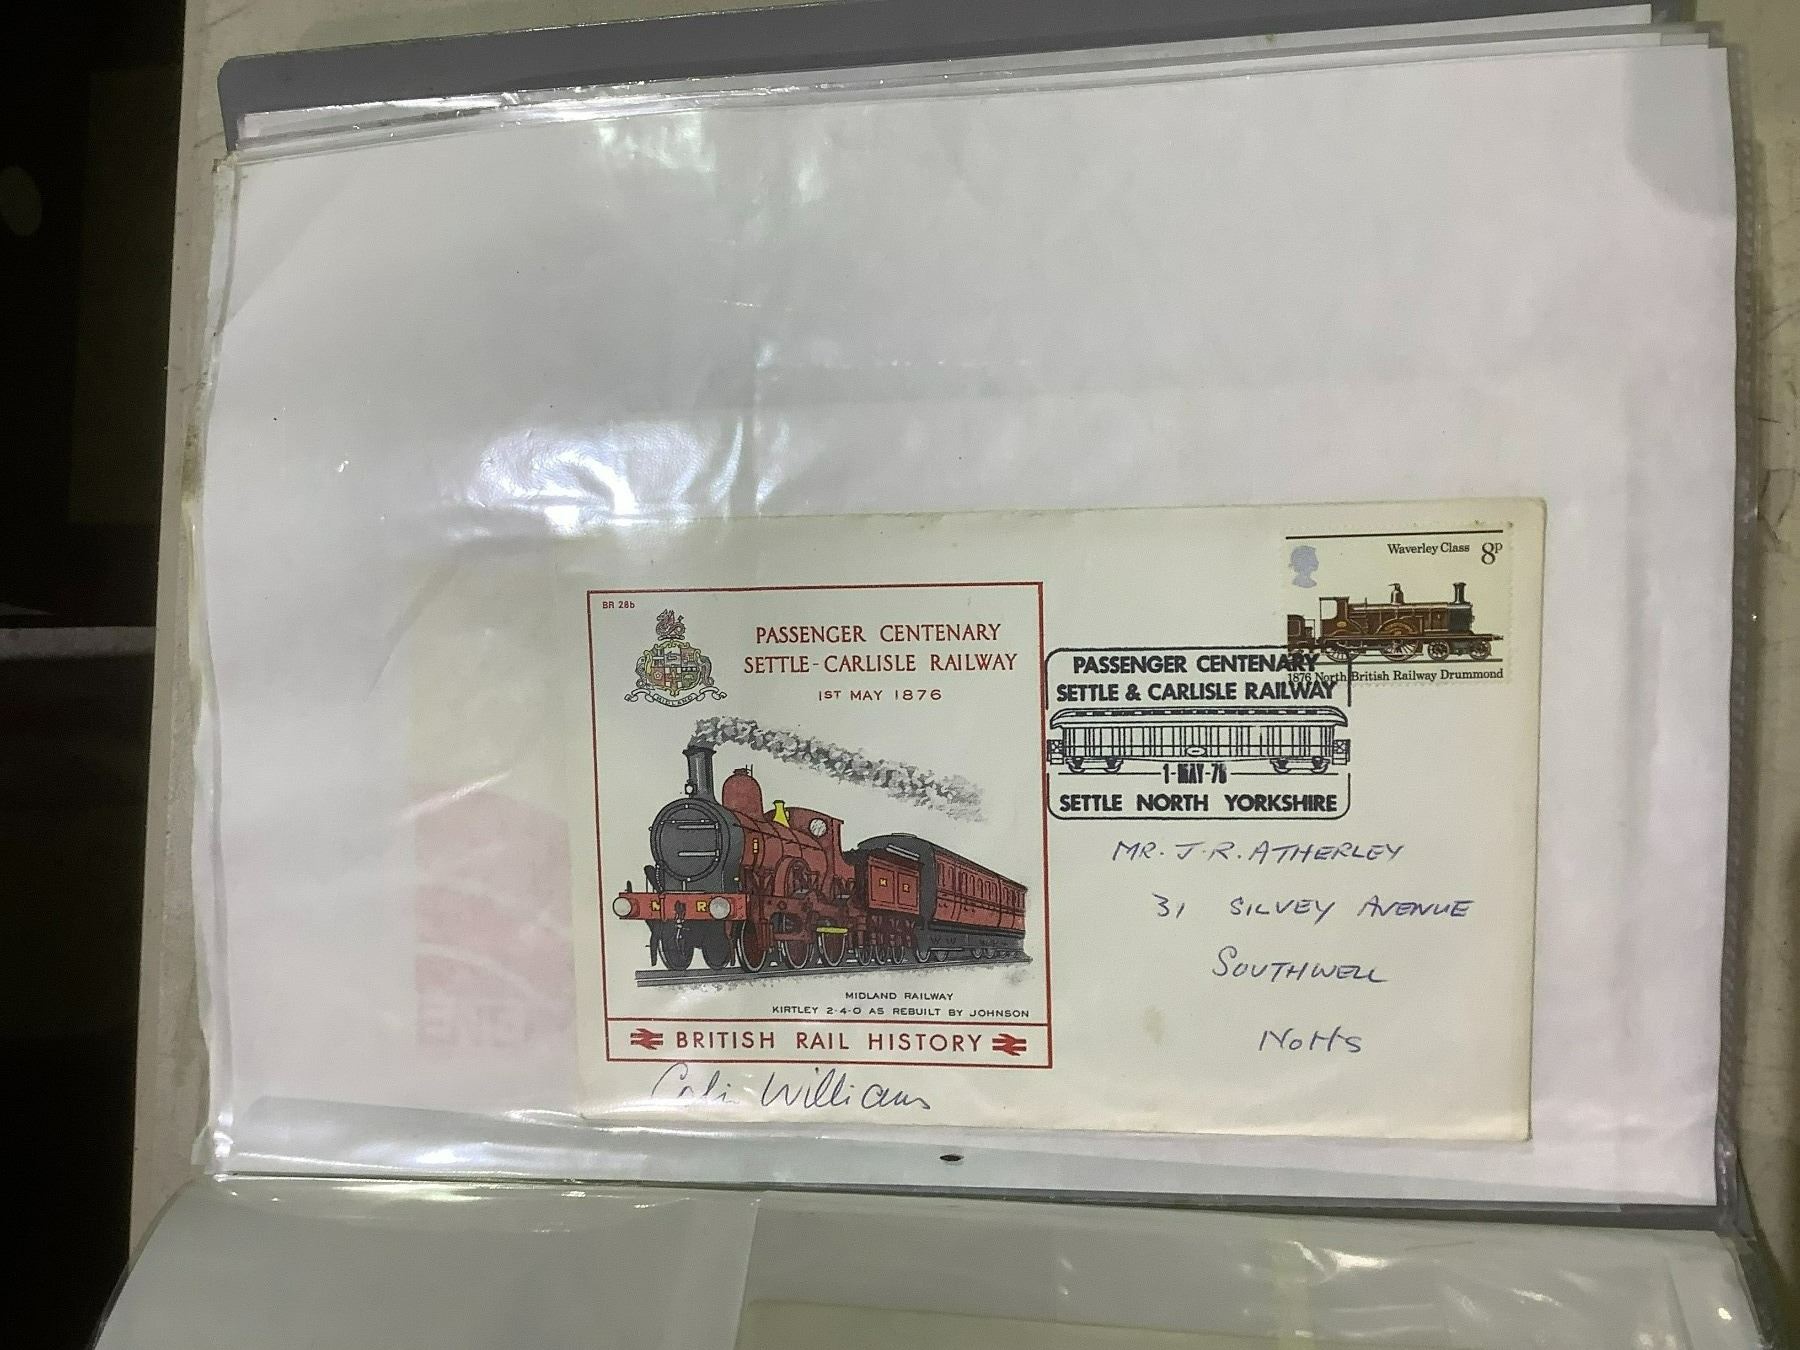 BR 28b
PASSENGER CENTENARY
SETTLE-CARLISLE RAILWAY
1ST MAY 1876
MIDLAND
M R
M R
MIDLAND RAILWAY
KIRTLEY 2-4-0 AS REBUILT BY JOHNSON
BRITISH RAIL HISTORY
Colin Williams
Waverley Class 8p
1876 North British Railway Drummond
PASSENGER CENTENARY
SETTLE & CARLISLE RAILWAY
1-MAY-76
SETTLE NORTH YORKSHIRE
MR. J. R. ATHERLEY
31 SILVEY AVENUE
SOUTHWELL
NOTTS